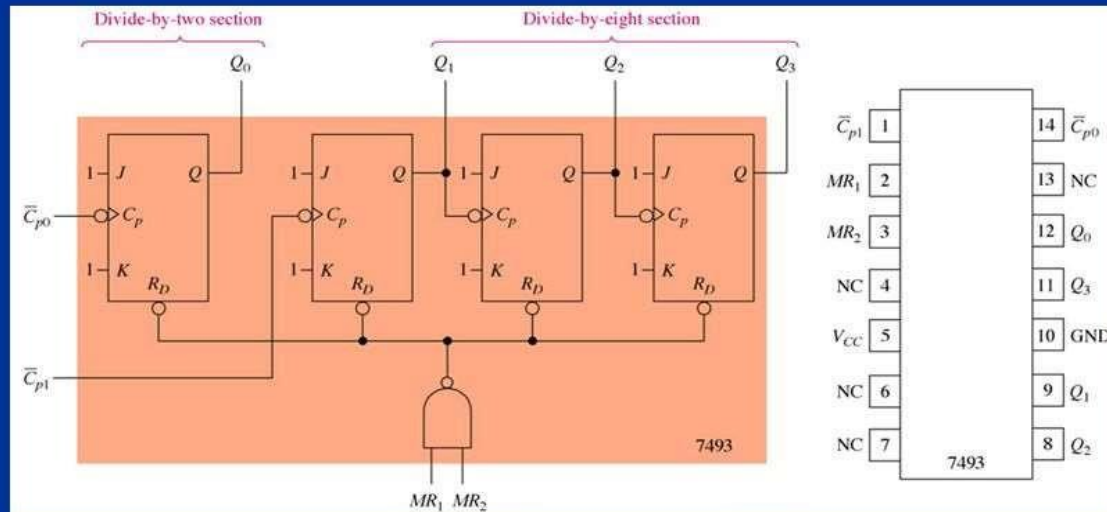 Divide-by-two section
Divide-by-eight section
Q0
Q1
Q2
Q3
1 J Q
C̅p0
Cp
1 K
RD
1 J Q
Cp
1 K
RD
1 J Q
Cp
1 K
RD
1 J Q
Cp
1 K
RD
C̅p1
7493
MR1 MR2
C̅p1 1
14 C̅p0
MR1 2
13 NC
MR2 3
12 Q0
NC 4
11 Q3
VCC 5
10 GND
NC 6
9 Q1
NC 7
8 Q2
7493